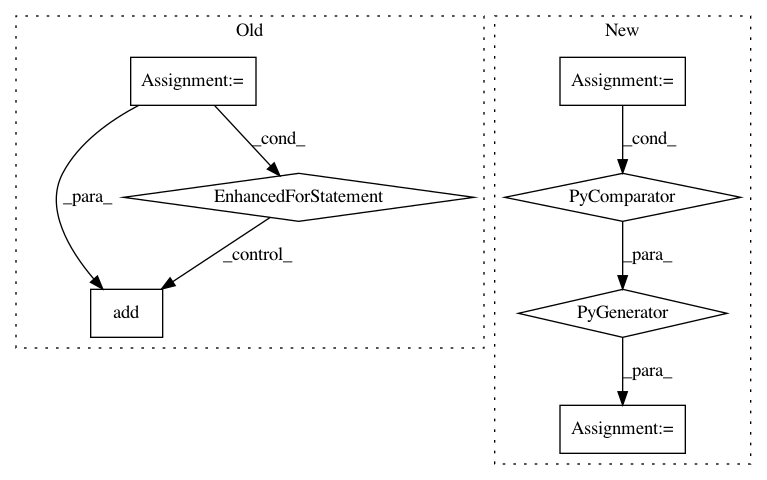 Old
New
Assignment:=
Assignment:=
_cond_
_cond_
_para_
EnhancedForStatement
PyComparator
_control_
_para_
add
PyGenerator
_para_
Assignment:=